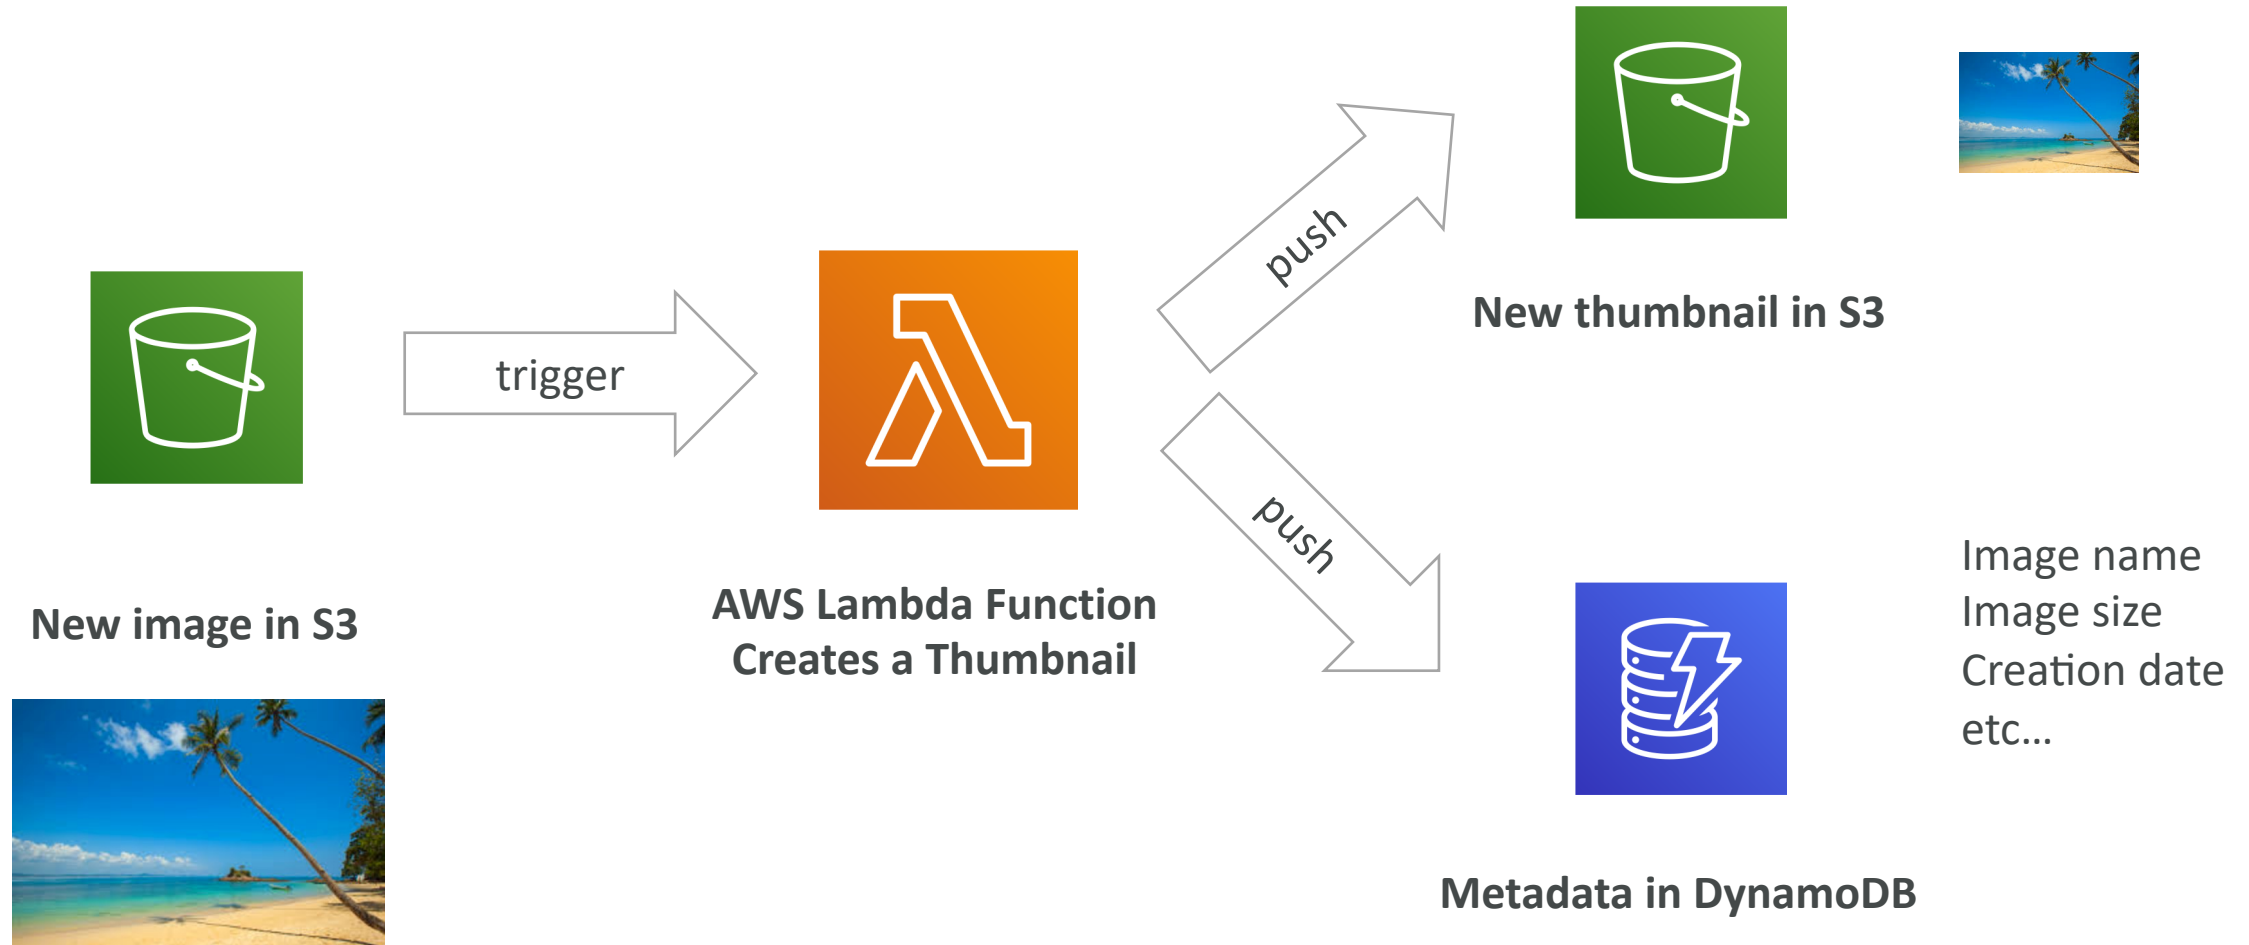 New image in S3
trigger
AWS Lambda Function
Creates a Thumbnail
push
New thumbnail in S3
push
Image name
Image size
Creation date
etc…
Metadata in DynamoDB